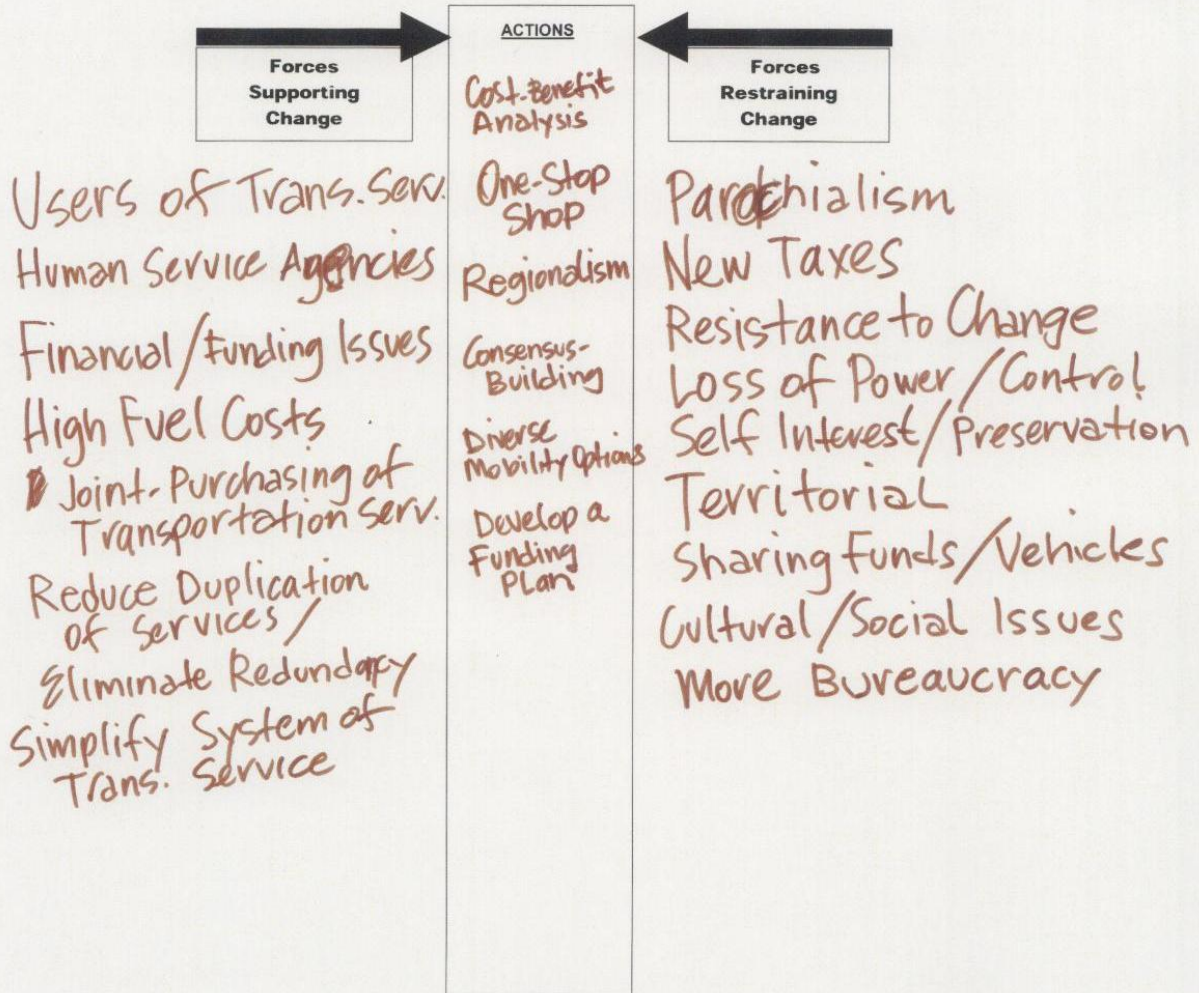 Forces
Supporting
Change
Users of Trans. Serv.
Human Service Agencies
Financial/Funding Issues
High Fuel Costs
Joint-Purchasing of
Transportation Serv.
Reduce Duplication
of Services/
Eliminate Redundancy
Simplify System of
Trans. Service
ACTIONS
Cost-Benefit
Analysis
One-Stop
Shop
Regionalism
Consensus-
Building
Diverse
Mobility Options
Develop a
Funding
Plan
Forces
Restraining
Change
Parochialism
New Taxes
Resistance to Change
Loss of Power/Control
Self Interest/Preservation
Territorial
Sharing Funds/Vehicles
Cultural/Social Issues
More Bureaucracy